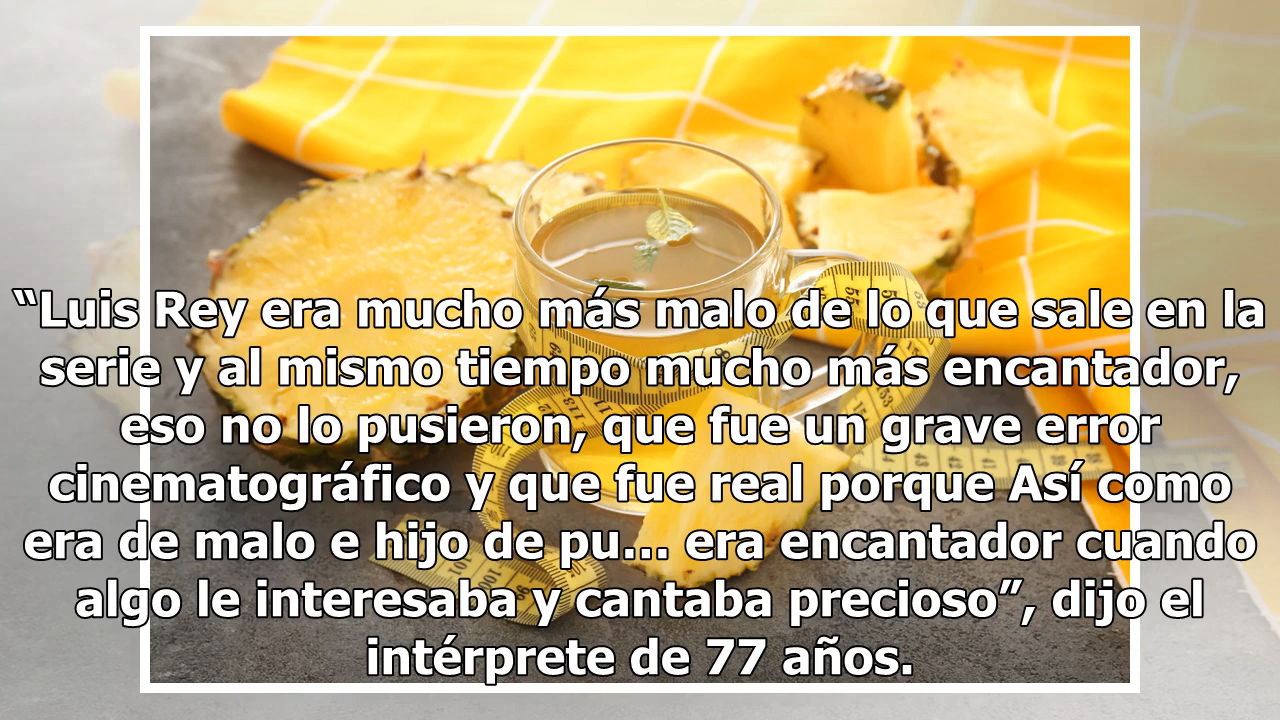 “Luis Rey era mucho más malo de lo que sale en la
serie y al mismo tiempo mucho más encantador,
eso no lo pusieron, que fue un grave error
cinematográfico y que fue real porque Así como
era de malo e hijo de pu... era encantador cuando
algo le interesaba y cantaba precioso”, dijo el
intérprete de 77 años.